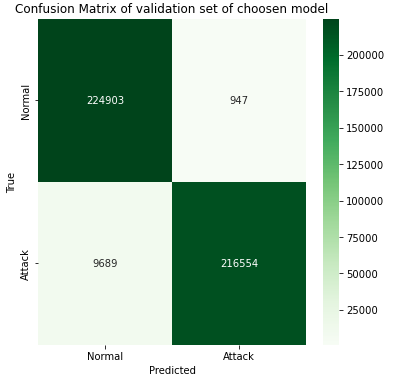 Confusion Matrix of validation set of choosen model
Normal
224903
947
True
Attack
9689
216554
Normal
Attack
Predicted
200000
175000
150000
125000
100000
75000
50000
25000